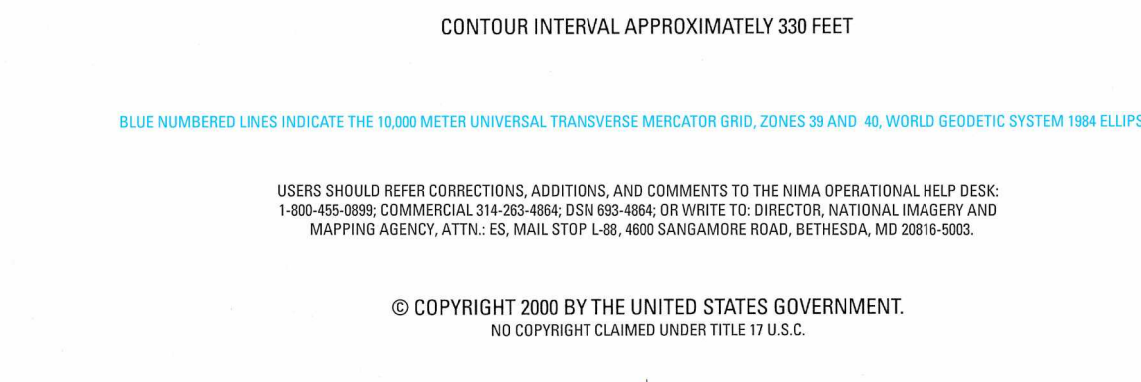 CONTOUR INTERVAL APPROXIMATELY 330 FEET
BLUE NUMBERED LINES INDICATE THE 10,000 METER UNIVERSAL TRANSVERSE MERCATOR GRID, ZONES 39 AND 40, WORLD GEODETIC SYSTEM 1984 ELLIPS
USERS SHOULD REFER CORRECTIONS, ADDITIONS, AND COMMENTS TO THE NIMA OPERATIONAL HELP DESK:
1-800-455-0899; COMMERCIAL 314-263-4864; DSN 693-4864; OR WRITE TO: DIRECTOR, NATIONAL IMAGERY AND
MAPPING AGENCY, ATTN.: ES, MAIL STOP L-88, 4600 SANGAMORE ROAD, BETHESDA, MD 20816-5003.
© COPYRIGHT 2000 BY THE UNITED STATES GOVERNMENT.
NO COPYRIGHT CLAIMED UNDER TITLE 17 U.S.C.